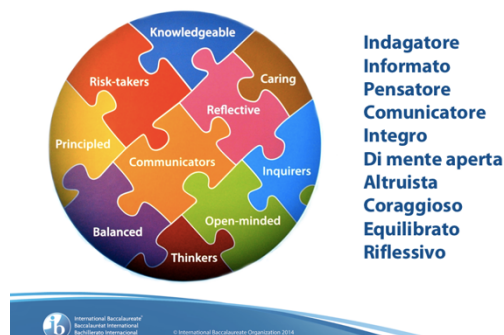 Knowledgeable
Risk-takers
Caring
Reflective
Principled
Communicators
Inquirers
Balanced
Open-minded
Thinkers
Indagatore
Informato
Pensatore
Comunicatore
Integro
Di mente aperta
Altruista
Coraggioso
Equilibrato
Riflessivo
International Baccalaureate
Baccalauréat International
Bachillerato Internacional
© International Baccalaureate Organization 2014